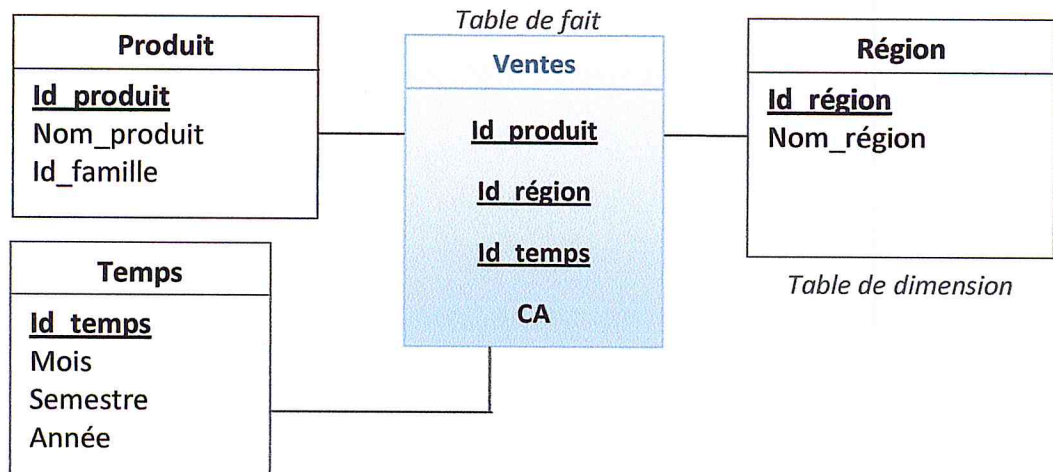 Produit
Id_produit
Nom_produit
Id_famille
Temps
Id_temps
Mois
Semestre
Année
Table de fait
Ventes
Id_produit
Id_région
Id_temps
CA
Région
Id_région
Nom_région
Table de dimension